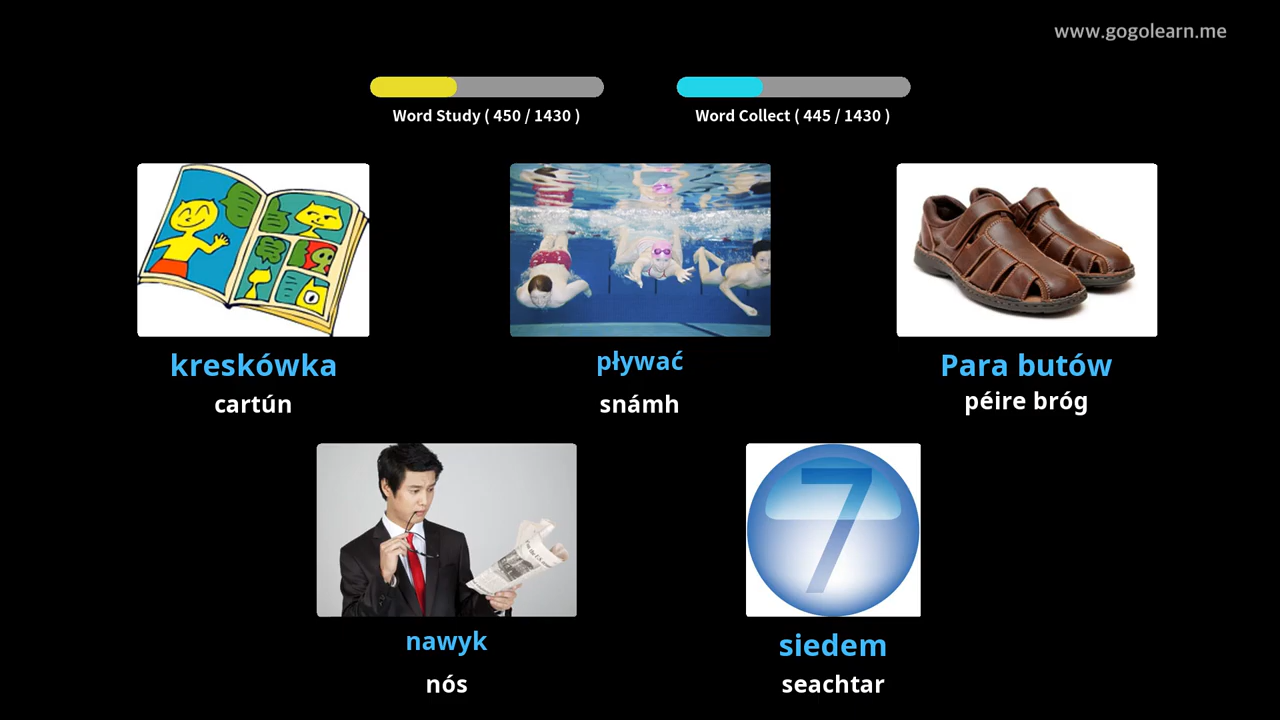 www.gogolearn.me
Word Study ( 450 / 1430 )
Word Collect ( 445 / 1430 )
kreskówka
cartún
pływać
snámh
Para butów
péire bróg
nawyk
nós
7
siedem
seachtar